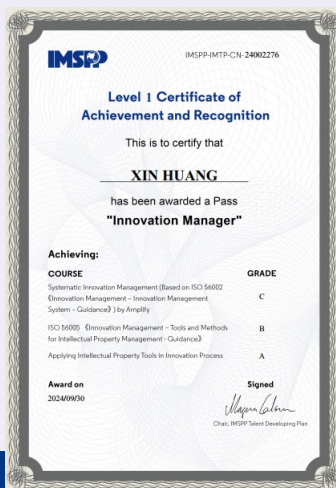 IMSPP
IMSPP-IMTP-CN-24002276
Level 1 Certificate of
Achievement and Recognition
This is to certify that
XIN HUANG
has been awarded a Pass
"Innovation Manager"
Achieving:
COURSE GRADE
Systematic Innovation Management (Based on ISO 56002
《Innovation Management – Innovation Management
System – Guidance》) by Amplify C
ISO 56005 《Innovation Management – Tools and Methods
for Intellectual Property Management - Guidance》 B
Applying Intellectual Property Tools in Innovation Process A
Award on Signed
2024/09/30
Chair, IMSPP Talent Developing Plan